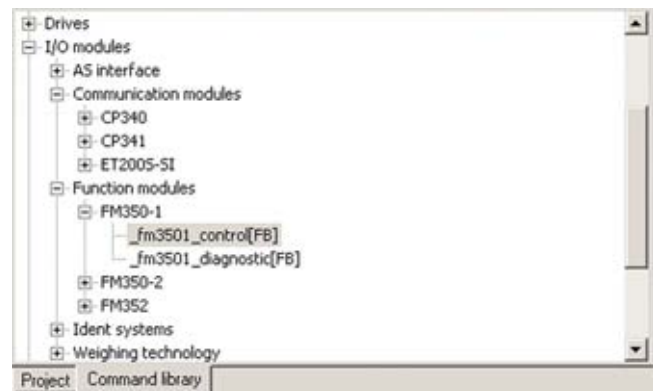 Drives
I/O modules
AS interface
Communication modules
CP340
CP341
ET200S-SI
Function modules
FM350-1
_fm3501_control[FB]
_fm3501_diagnostic[FB]
FM350-2
FM352
Ident systems
Weighing technology
Project Command library